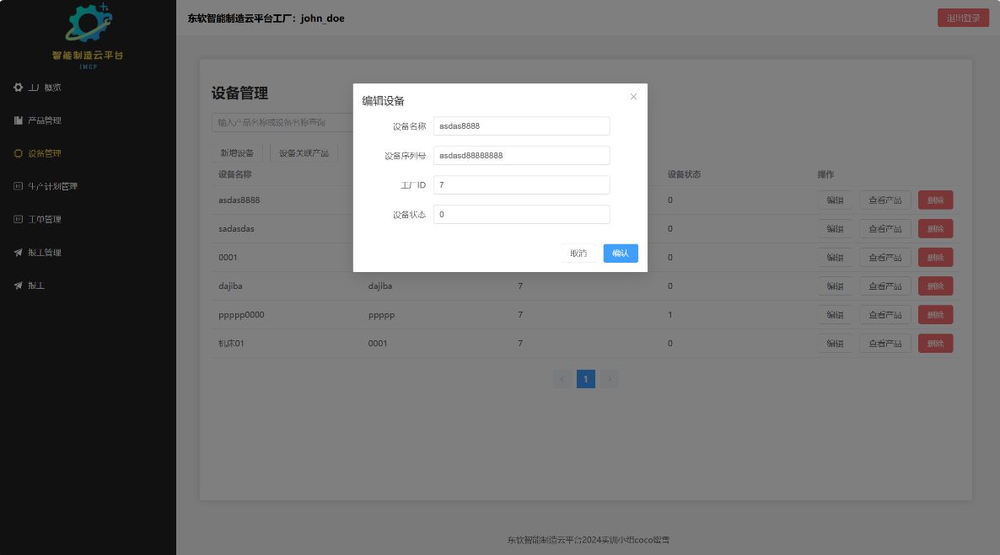 智能制造云平台
IMCP
工厂概览
产品管理
设备管理
生产计划管理
工单管理
报工管理
报工
东软智能制造云平台工厂：john_doe
退出登录
设备管理
输入产品名称或设备名称查询
新增设备 设备关联产品
设备名称 设备状态 操作
asdas8888 0 编辑 查看产品 删除
sadasdas 0 编辑 查看产品 删除
0001 0 编辑 查看产品 删除
dajiba dajiba 7 0 编辑 查看产品 删除
ppppp0000 ppppp 7 1 编辑 查看产品 删除
机床01 0001 7 0 编辑 查看产品 删除
1
编辑设备
设备名称 asdas8888
设备序列号 asdasd88888888
工厂ID 7
设备状态 0
取消 确认
东软智能制造云平台2024实训小组coco蜜雪